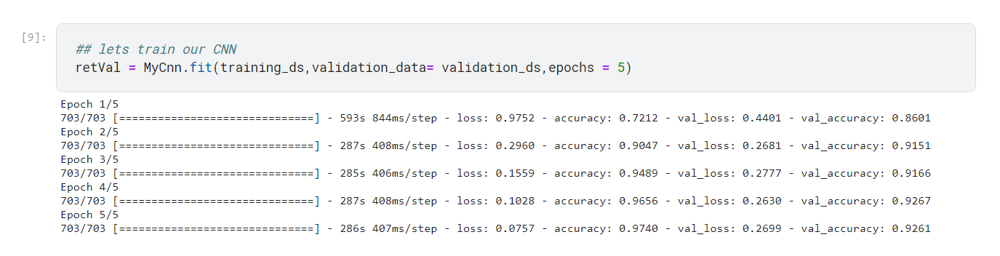 [9]:
## lets train our CNN
retVal = MyCnn.fit(training_ds,validation_data= validation_ds,epochs = 5)
Epoch 1/5
703/703 [==============================] - 593s 844ms/step - loss: 0.9752 - accuracy: 0.7212 - val_loss: 0.4401 - val_accuracy: 0.8601
Epoch 2/5
703/703 [==============================] - 287s 408ms/step - loss: 0.2960 - accuracy: 0.9047 - val_loss: 0.2681 - val_accuracy: 0.9151
Epoch 3/5
703/703 [==============================] - 285s 406ms/step - loss: 0.1559 - accuracy: 0.9489 - val_loss: 0.2777 - val_accuracy: 0.9166
Epoch 4/5
703/703 [==============================] - 287s 408ms/step - loss: 0.1028 - accuracy: 0.9656 - val_loss: 0.2630 - val_accuracy: 0.9267
Epoch 5/5
703/703 [==============================] - 286s 407ms/step - loss: 0.0757 - accuracy: 0.9740 - val_loss: 0.2699 - val_accuracy: 0.9261